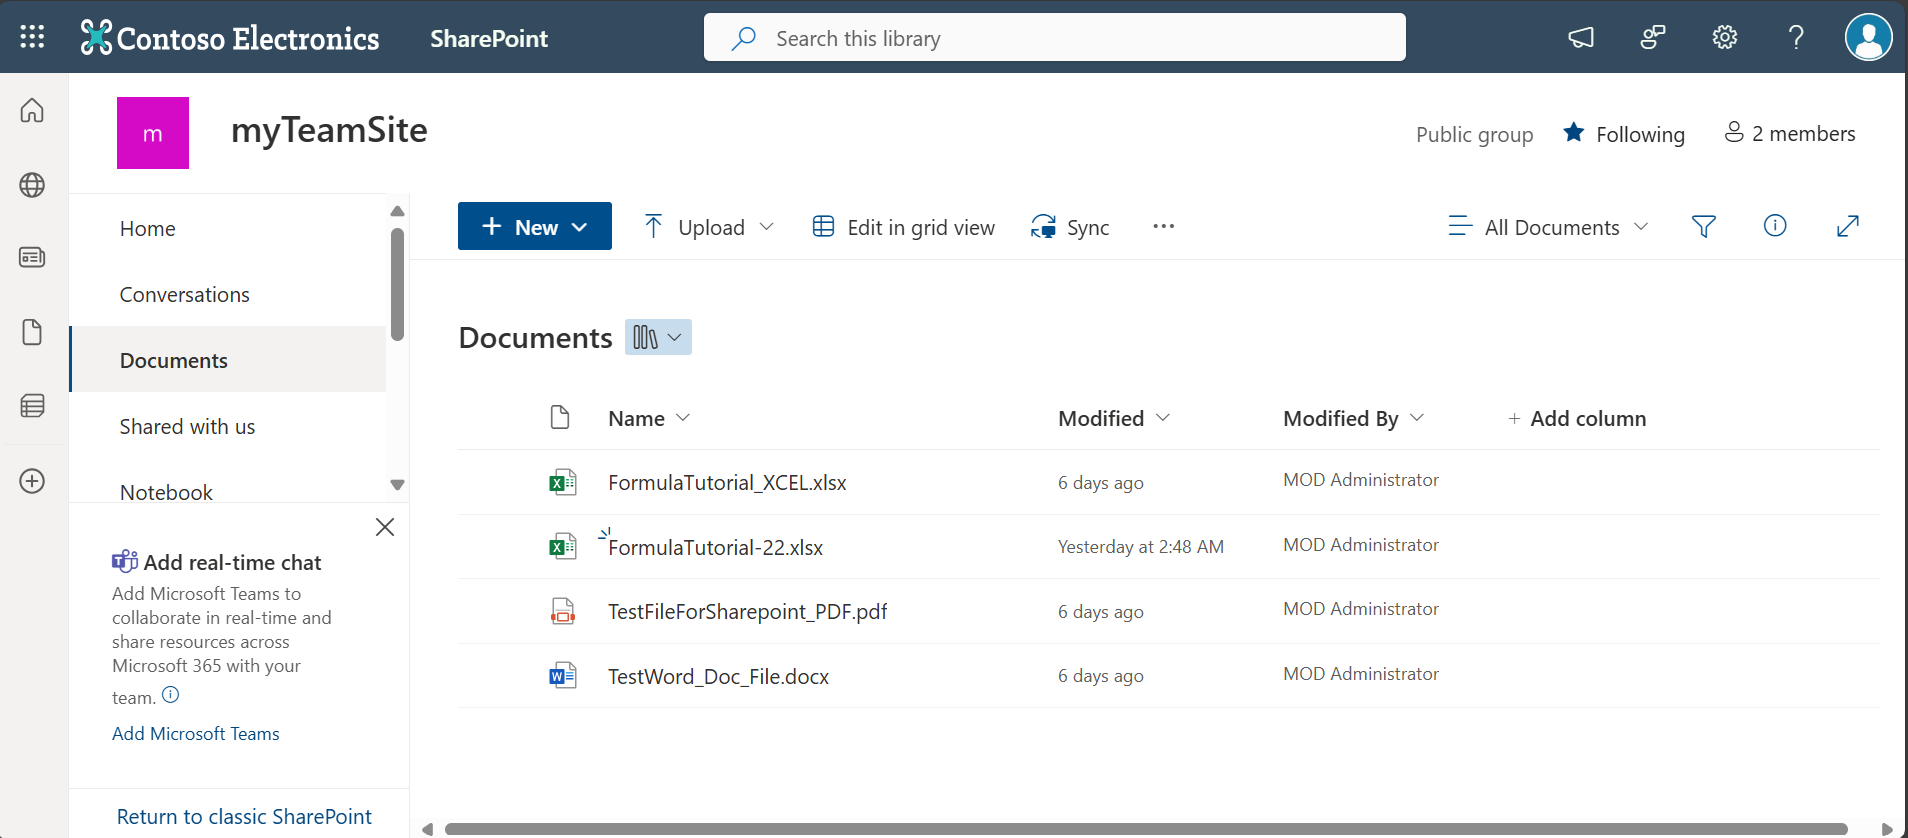 Contoso Electronics
SharePoint
Search this library
m
myTeamSite
Public group
Following
2 members
Home
Conversations
Documents
Shared with us
Notebook
Add real-time chat
Add Microsoft Teams to
collaborate in real-time and
share resources across
Microsoft 365 with your
team.
Add Microsoft Teams
Return to classic SharePoint
+ New
Upload
Edit in grid view
Sync
...
All Documents
Documents
Name Modified Modified By + Add column
FormulaTutorial_XCEL.xlsx 6 days ago MOD Administrator
FormulaTutorial-22.xlsx Yesterday at 2:48 AM MOD Administrator
TestFileForSharepoint_PDF.pdf 6 days ago MOD Administrator
TestWord_Doc_File.docx 6 days ago MOD Administrator